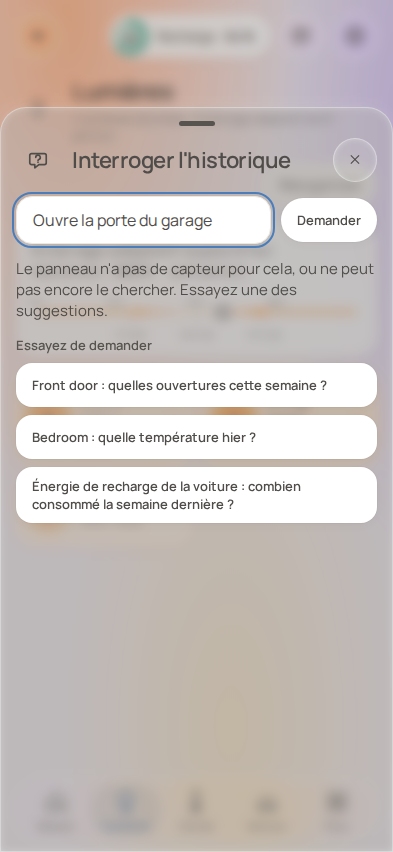 Lumières
Interroger l'historique
Ouvre la porte du garage
Demander
Le panneau n'a pas de capteur pour cela, ou ne peut
pas encore le chercher. Essayez une des
suggestions.
Essayez de demander
Front door : quelles ouvertures cette semaine ?
Bedroom : quelle température hier ?
Énergie de recharge de la voiture : combien
consommé la semaine dernière ?